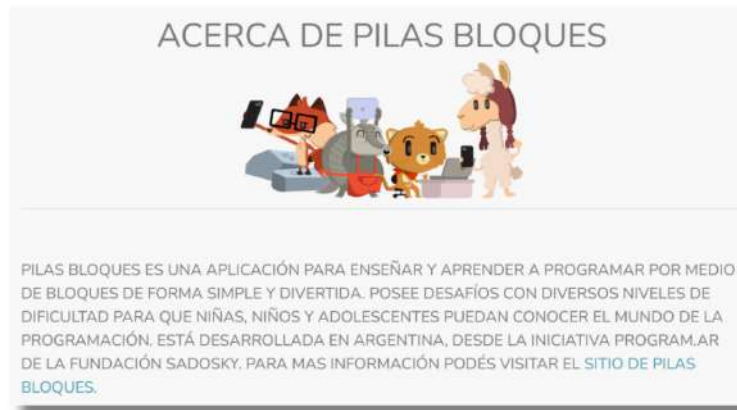 ACERCA DE PILAS BLOQUES
PILAS BLOQUES ES UNA APLICACIÓN PARA ENSEÑAR Y APRENDER A PROGRAMAR POR MEDIO
DE BLOQUES DE FORMA SIMPLE Y DIVERTIDA. POSEE DESAFÍOS CON DIVERSOS NIVELES DE
DIFICULTAD PARA QUE NIÑAS, NIÑOS Y ADOLESCENTES PUEDAN CONOCER EL MUNDO DE LA
PROGRAMACIÓN. ESTÁ DESARROLLADA EN ARGENTINA, DESDE LA INICIATIVA PROGRAM.AR
DE LA FUNDACIÓN SADOSKY. PARA MAS INFORMACIÓN PODÉS VISITAR EL SITIO DE PILAS
BLOQUES.